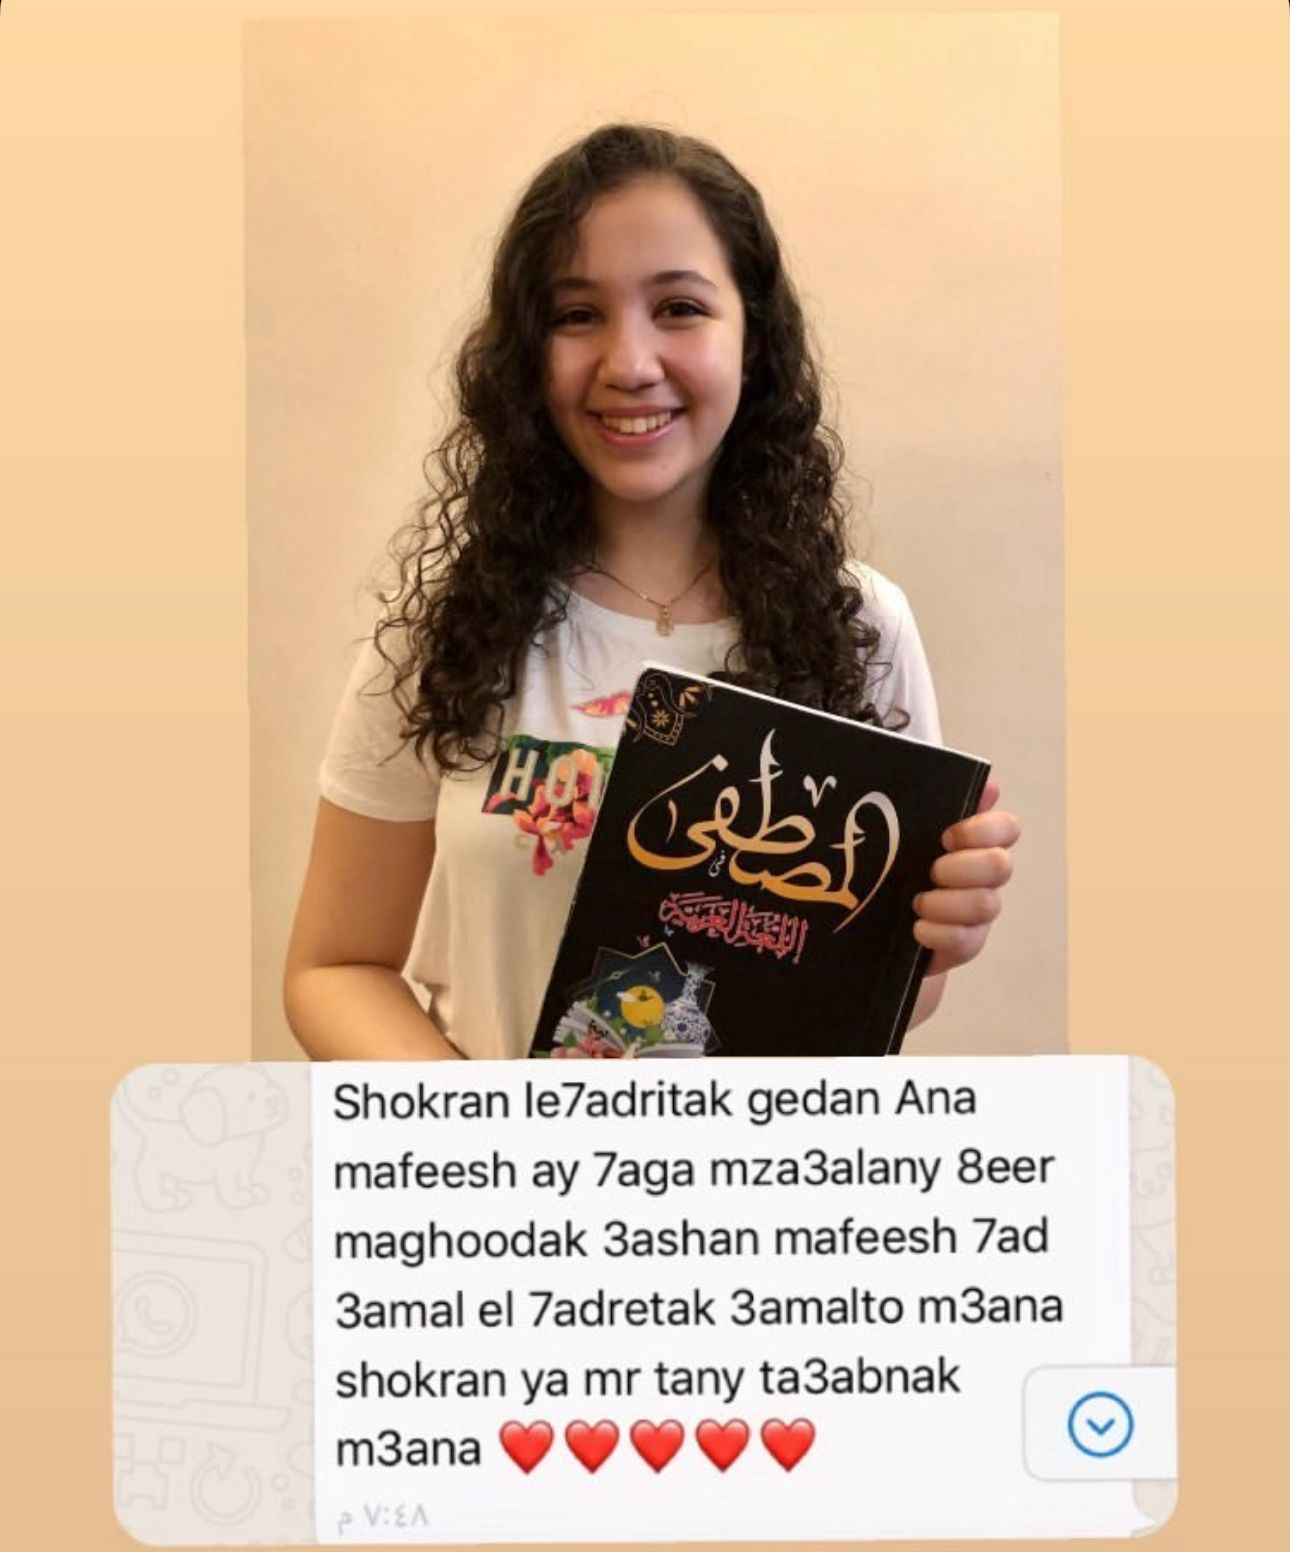 HOI
المصطفى
في
اللغة العربية
Shokran le7adritak gedan Ana
mafeesh ay 7aga mza3alany 8eer
maghoodak 3ashan mafeesh 7ad
3amal el 7adretak 3amalto m3ana
shokran ya mr tany ta3abnak
m3ana ❤️❤️❤️❤️❤️
٧:٤٨ م